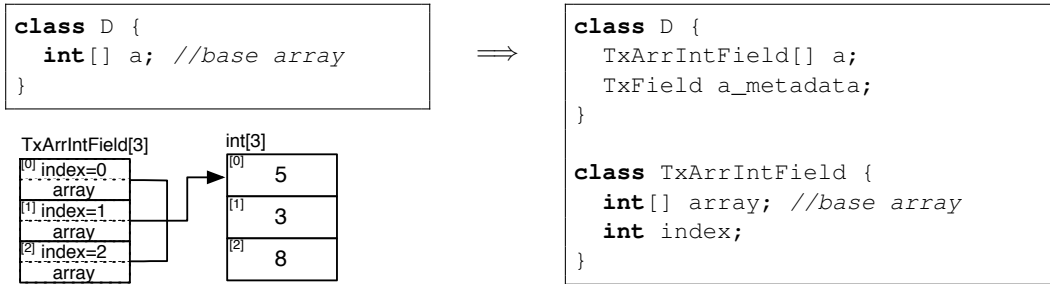 class D {
int[] a; //base array
}
⟹
class D {
TxArrIntField[] a;
TxField a_metadata;
}
class TxArrIntField {
int[] array; //base array
int index;
}
TxArrIntField[3]
[0] index=0
array
[1] index=1
array
[2] index=2
array
int[3]
[0]
5
[1]
3
[2]
8